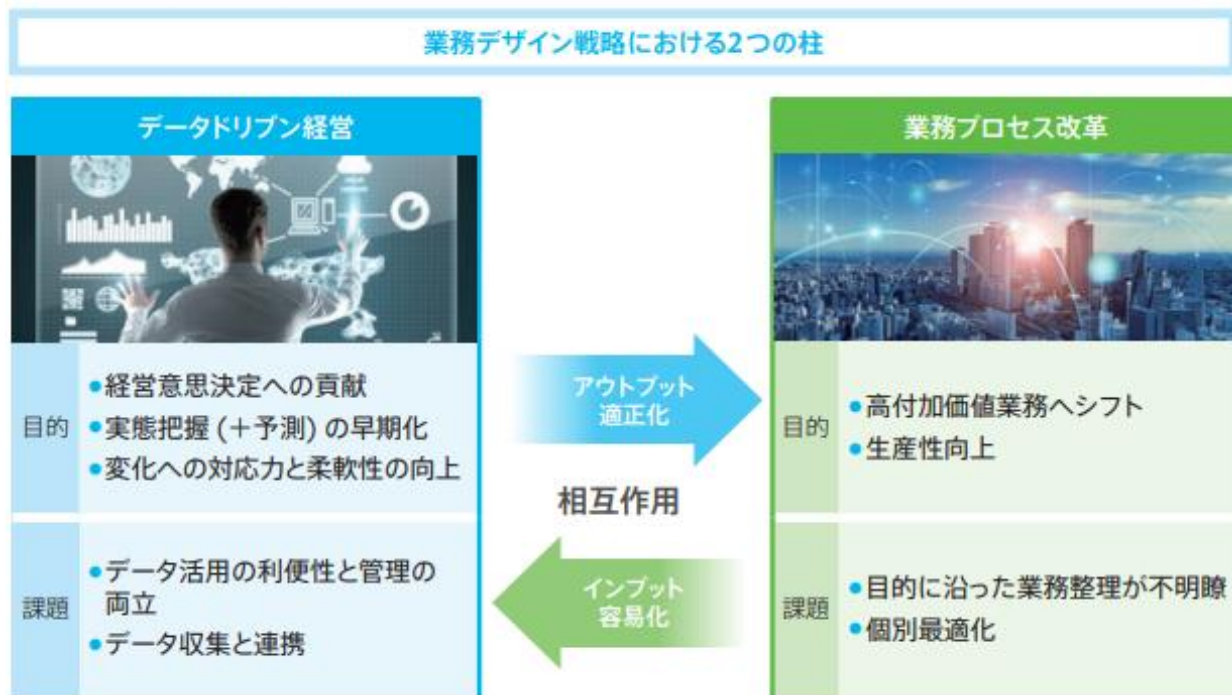 業務デザイン戦略における2つの柱
データドリブン経営
目的
●経営意思決定への貢献
●実態把握 (+予測) の早期化
●変化への対応力と柔軟性の向上
課題
●データ活用の利便性と管理の
両立
●データ収集と連携
アウトプット
適正化
相互作用
インプット
容易化
業務プロセス改革
目的
●高付加価値業務へシフト
●生産性向上
課題
●目的に沿った業務整理が不明瞭
●個別最適化